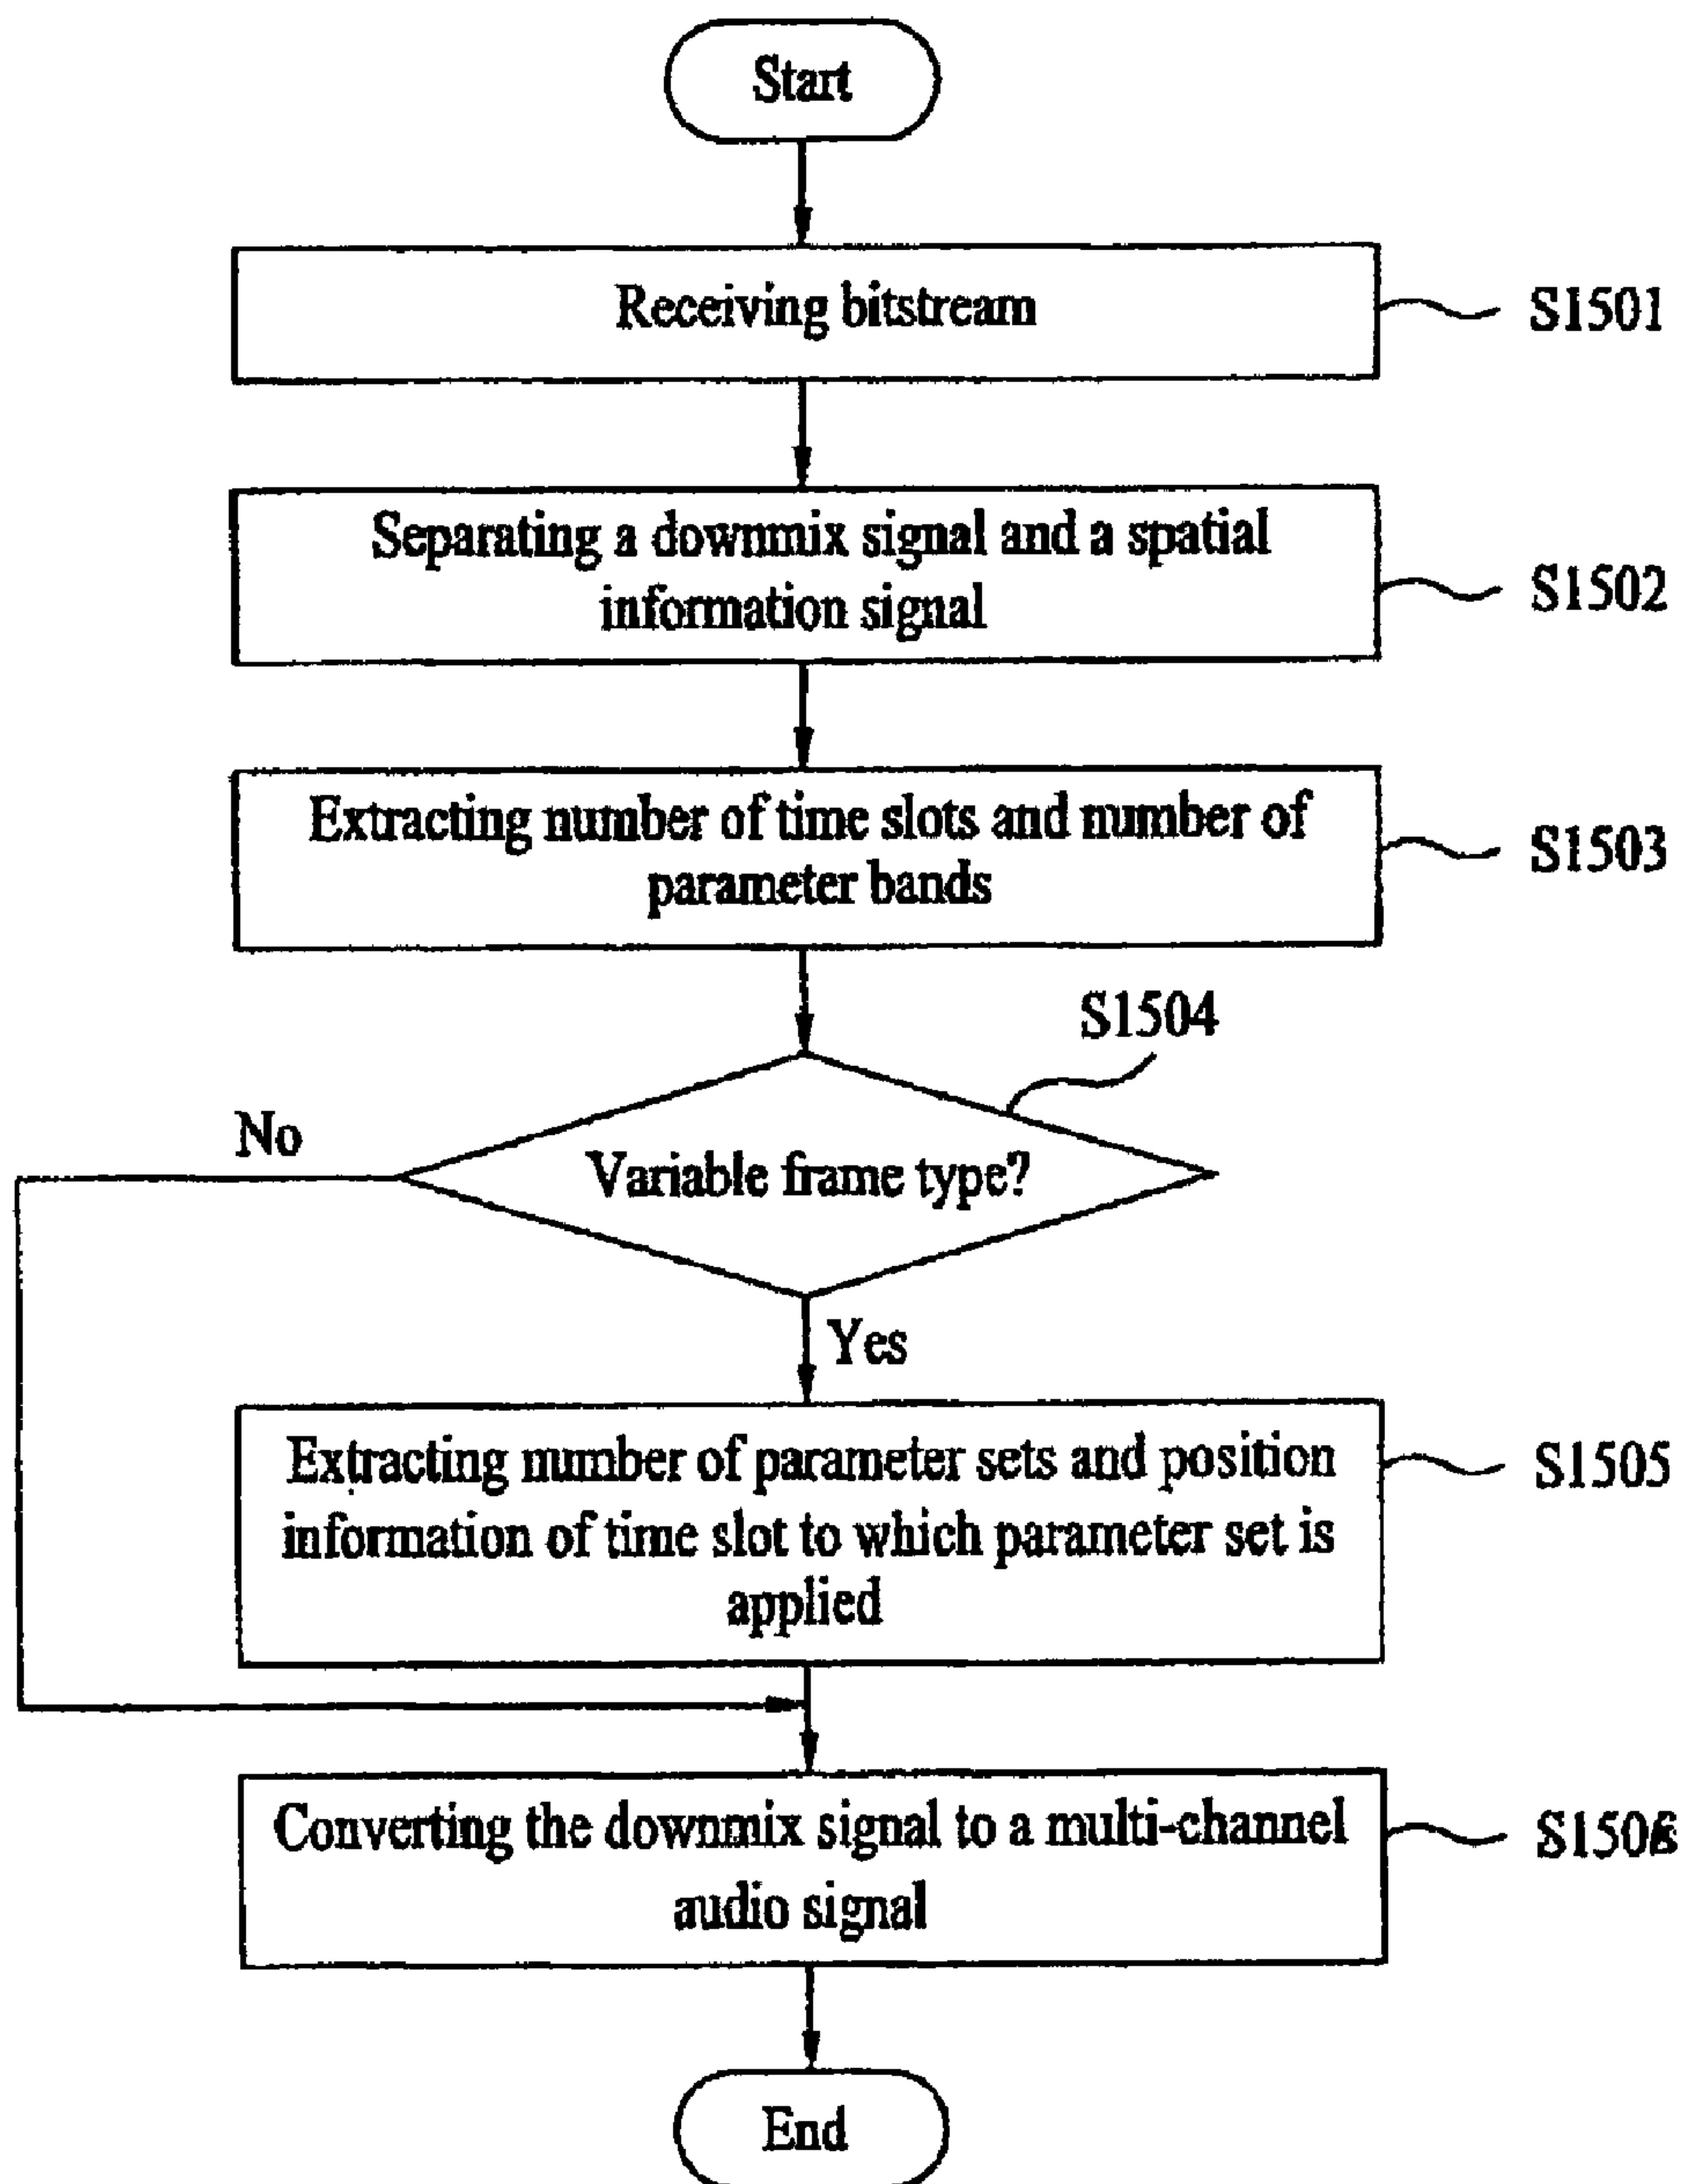 Start
Receiving bitstream
S1501
Separating a downmix signal and a spatial
information signal
S1502
Extracting number of time slots and number of
parameter bands
S1503
S1504
No
Variable frame type?
Yes
Extracting number of parameter sets and position
information of time slot to which parameter set is
applied
S1505
Converting the downmix signal to a multi-channel
audio signal
S1506
End